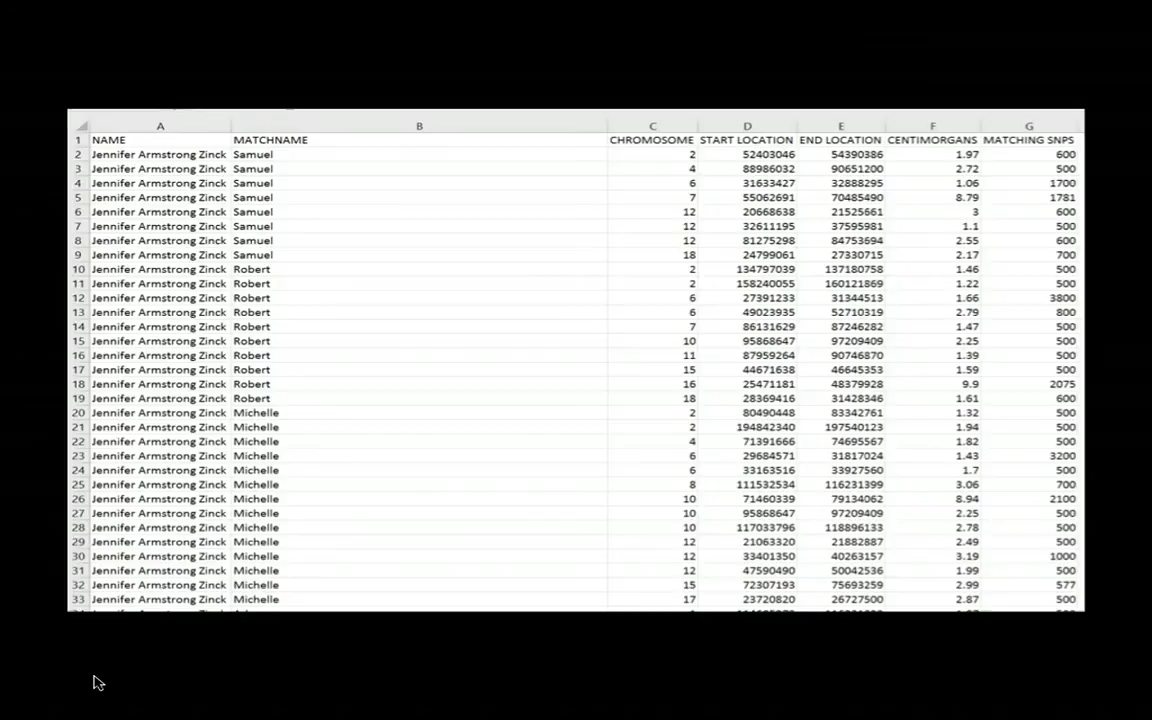 A B C D E F G
1 NAME MATCHNAME CHROMOSOME START LOCATION END LOCATION CENTIMORGANS MATCHING SNPS
2 Jennifer Armstrong Zinck Samuel 2 52403046 54390386 1.97 600
3 Jennifer Armstrong Zinck Samuel 4 88986032 90651200 2.72 500
4 Jennifer Armstrong Zinck Samuel 6 31633427 32888295 1.06 1700
5 Jennifer Armstrong Zinck Samuel 7 55062691 70485490 8.79 1781
6 Jennifer Armstrong Zinck Samuel 12 20668638 21525661 3 600
7 Jennifer Armstrong Zinck Samuel 12 32611195 37595981 1.1 500
8 Jennifer Armstrong Zinck Samuel 12 81275298 84753694 2.55 600
9 Jennifer Armstrong Zinck Samuel 18 24799061 27330715 2.17 700
10 Jennifer Armstrong Zinck Robert 2 134797039 137180758 1.46 500
11 Jennifer Armstrong Zinck Robert 2 158240055 160121869 1.22 500
12 Jennifer Armstrong Zinck Robert 6 27391233 31344513 1.66 3800
13 Jennifer Armstrong Zinck Robert 6 49023935 52710319 2.79 800
14 Jennifer Armstrong Zinck Robert 7 86131629 87246282 1.47 500
15 Jennifer Armstrong Zinck Robert 10 95868647 97209409 2.25 500
16 Jennifer Armstrong Zinck Robert 11 87959264 90746870 1.39 500
17 Jennifer Armstrong Zinck Robert 15 44671638 46645353 1.59 500
18 Jennifer Armstrong Zinck Robert 16 25471181 48379928 9.9 2075
19 Jennifer Armstrong Zinck Robert 18 28369416 31428346 1.61 600
20 Jennifer Armstrong Zinck Michelle 2 80490448 83342761 1.32 500
21 Jennifer Armstrong Zinck Michelle 2 194842340 197540123 1.94 500
22 Jennifer Armstrong Zinck Michelle 4 71391666 74695567 1.82 500
23 Jennifer Armstrong Zinck Michelle 6 29684571 31817024 1.43 3200
24 Jennifer Armstrong Zinck Michelle 6 33163516 33927560 1.7 500
25 Jennifer Armstrong Zinck Michelle 8 111532534 116231399 3.06 700
26 Jennifer Armstrong Zinck Michelle 10 71460339 79134062 8.94 2100
27 Jennifer Armstrong Zinck Michelle 10 95868647 97209409 2.25 500
28 Jennifer Armstrong Zinck Michelle 10 117033796 118896133 2.78 500
29 Jennifer Armstrong Zinck Michelle 12 21063320 21882887 2.49 500
30 Jennifer Armstrong Zinck Michelle 12 33401350 40263157 3.19 1000
31 Jennifer Armstrong Zinck Michelle 12 47590490 50042536 1.99 500
32 Jennifer Armstrong Zinck Michelle 15 72307193 75693259 2.99 577
33 Jennifer Armstrong Zinck Michelle 17 23720820 26727500 2.87 500